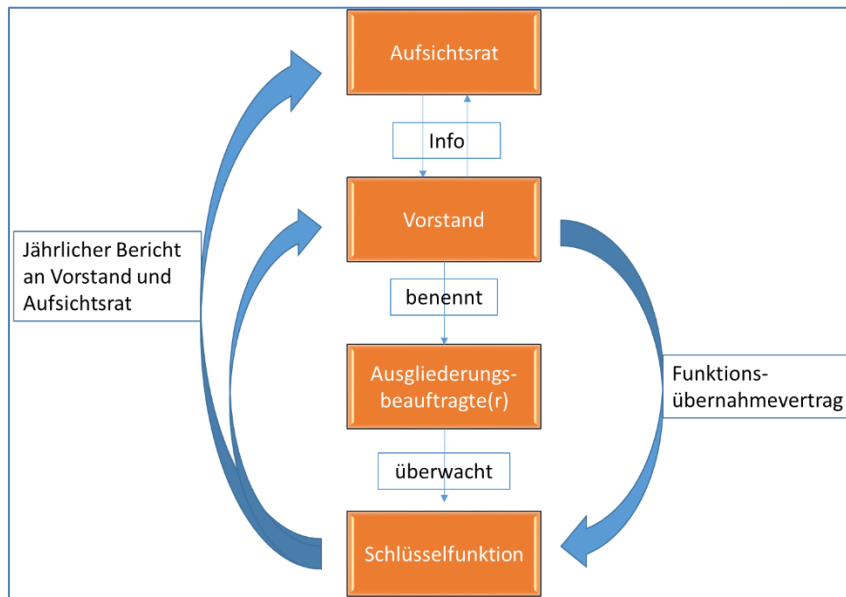 Aufsichtsrat
Info
Vorstand
Jährlicher Bericht
an Vorstand und
Aufsichtsrat
benennt
Ausgliederungs-
beauftragte(r)
Funktions-
übernahmevertrag
überwacht
Schlüsselfunktion